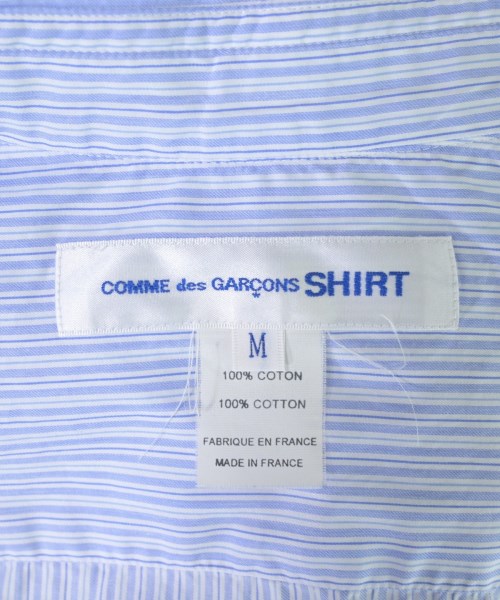 COMME des GARÇONS SHIRT
M
100% COTON
100% COTTON
FABRIQUE EN FRANCE
MADE IN FRANCE